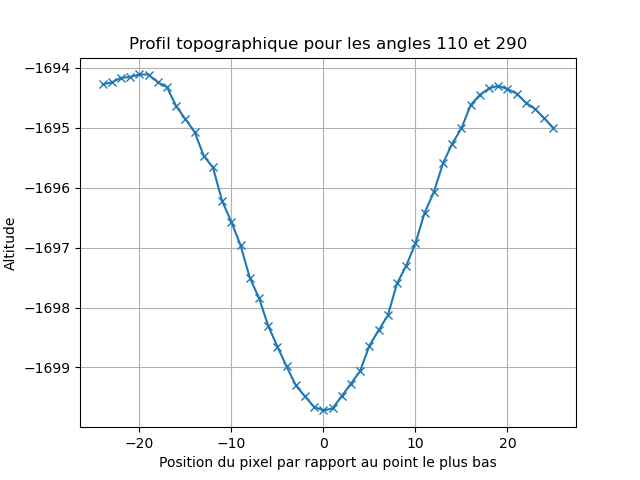 Profil topographique pour les angles 110 et 290
Altitude
−1694
−1695
−1696
−1697
−1698
−1699
−20 −10 0 10 20
Position du pixel par rapport au point le plus bas